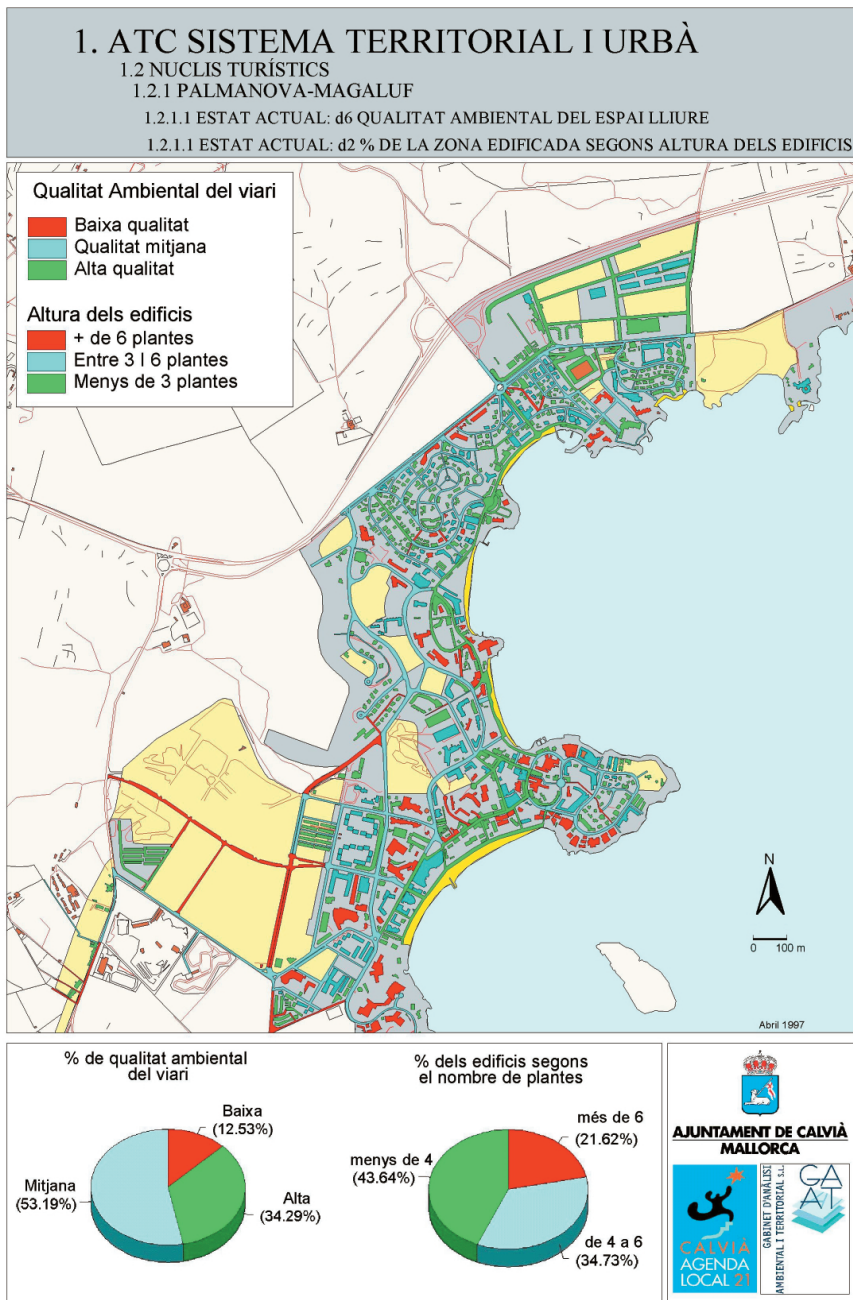 1. ATC SISTEMA TERRITORIAL I URBÀ
1.2 NUCLIS TURÍSTICS
1.2.1 PALMANOVA-MAGALUF
1.2.1.1 ESTAT ACTUAL: d6 QUALITAT AMBIENTAL DEL ESPAI LLIURE
1.2.1.1 ESTAT ACTUAL: d2 % DE LA ZONA EDIFICADA SEGONS ALTURA DELS EDIFICIS
Qualitat Ambiental del viari
Baixa qualitat
Qualitat mitjana
Alta qualitat
Altura dels edificis
+ de 6 plantes
Entre 3 I 6 plantes
Menys de 3 plantes
N
0 100 m
Abril 1997
% de qualitat ambiental
del viari
Baixa
(12.53%)
Mitjana
(53.19%)
Alta
(34.29%)
% dels edificis segons
el nombre de plantes
més de 6
(21.62%)
menys de 4
(43.64%)
de 4 a 6
(34.73%)
AJUNTAMENT DE CALVIÀ
MALLORCA
CALVIÀ
AGENDA
LOCAL 21
GABINET D'ANÀLISI
AMBIENTAL I TERRITORIAL S.L.
GA
AT